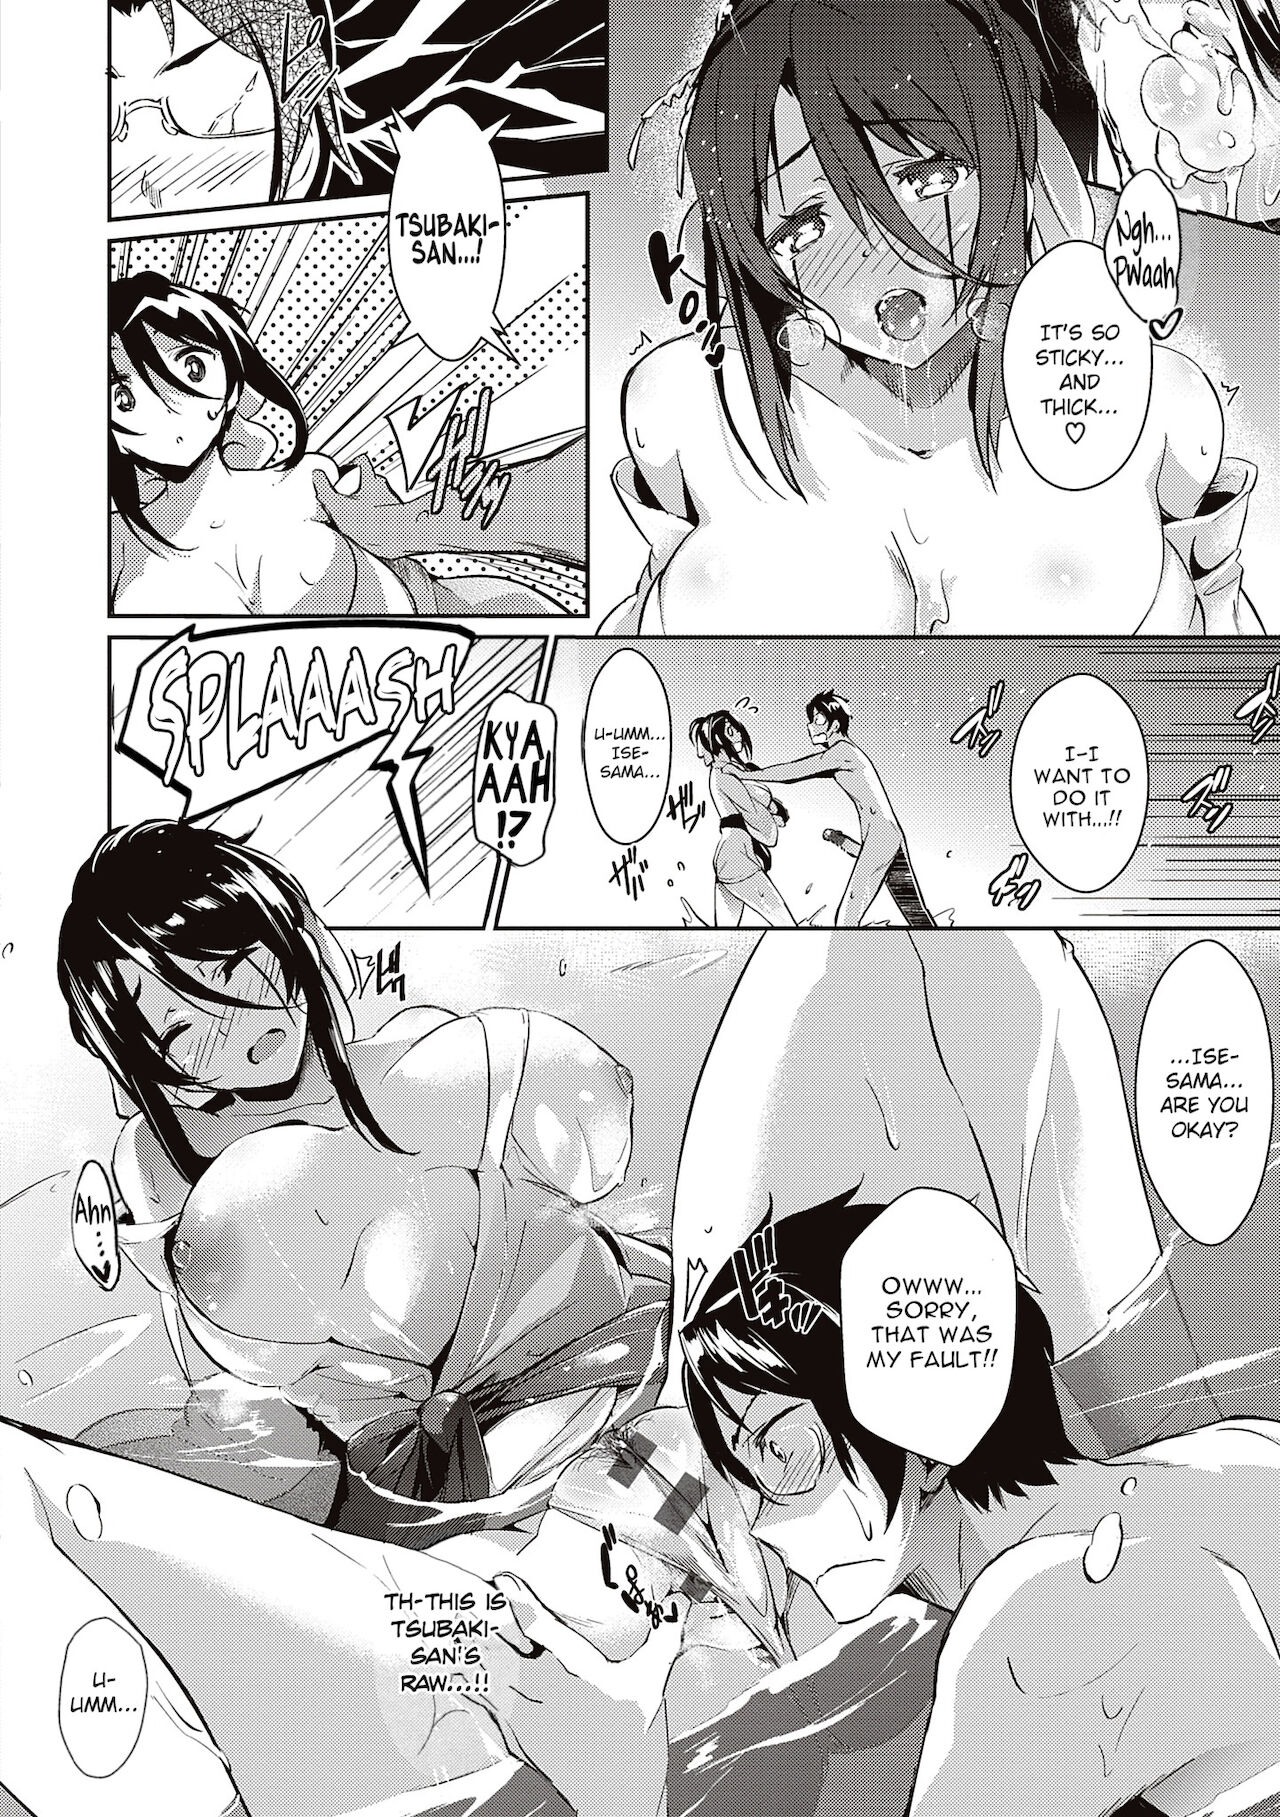 Ngh...
PWaah
IT'S SO
STICKY...
AND
THICK...
♡
TSUBAKI-
SAN...!
I-I
WANT TO
DO IT
WITH...!!
U-UMM...
ISE-
SAMA...
KYA
AAH
!?
SPLAAASH
...ISE-
SAMA...
ARE YOU
OKAY?
OWWW...
SORRY,
THAT WAS
MY FAULT!!
Ahn
...♥
TH-THIS IS
TSUBAKI-
SAN'S
RAW...!!
U-
UMM...